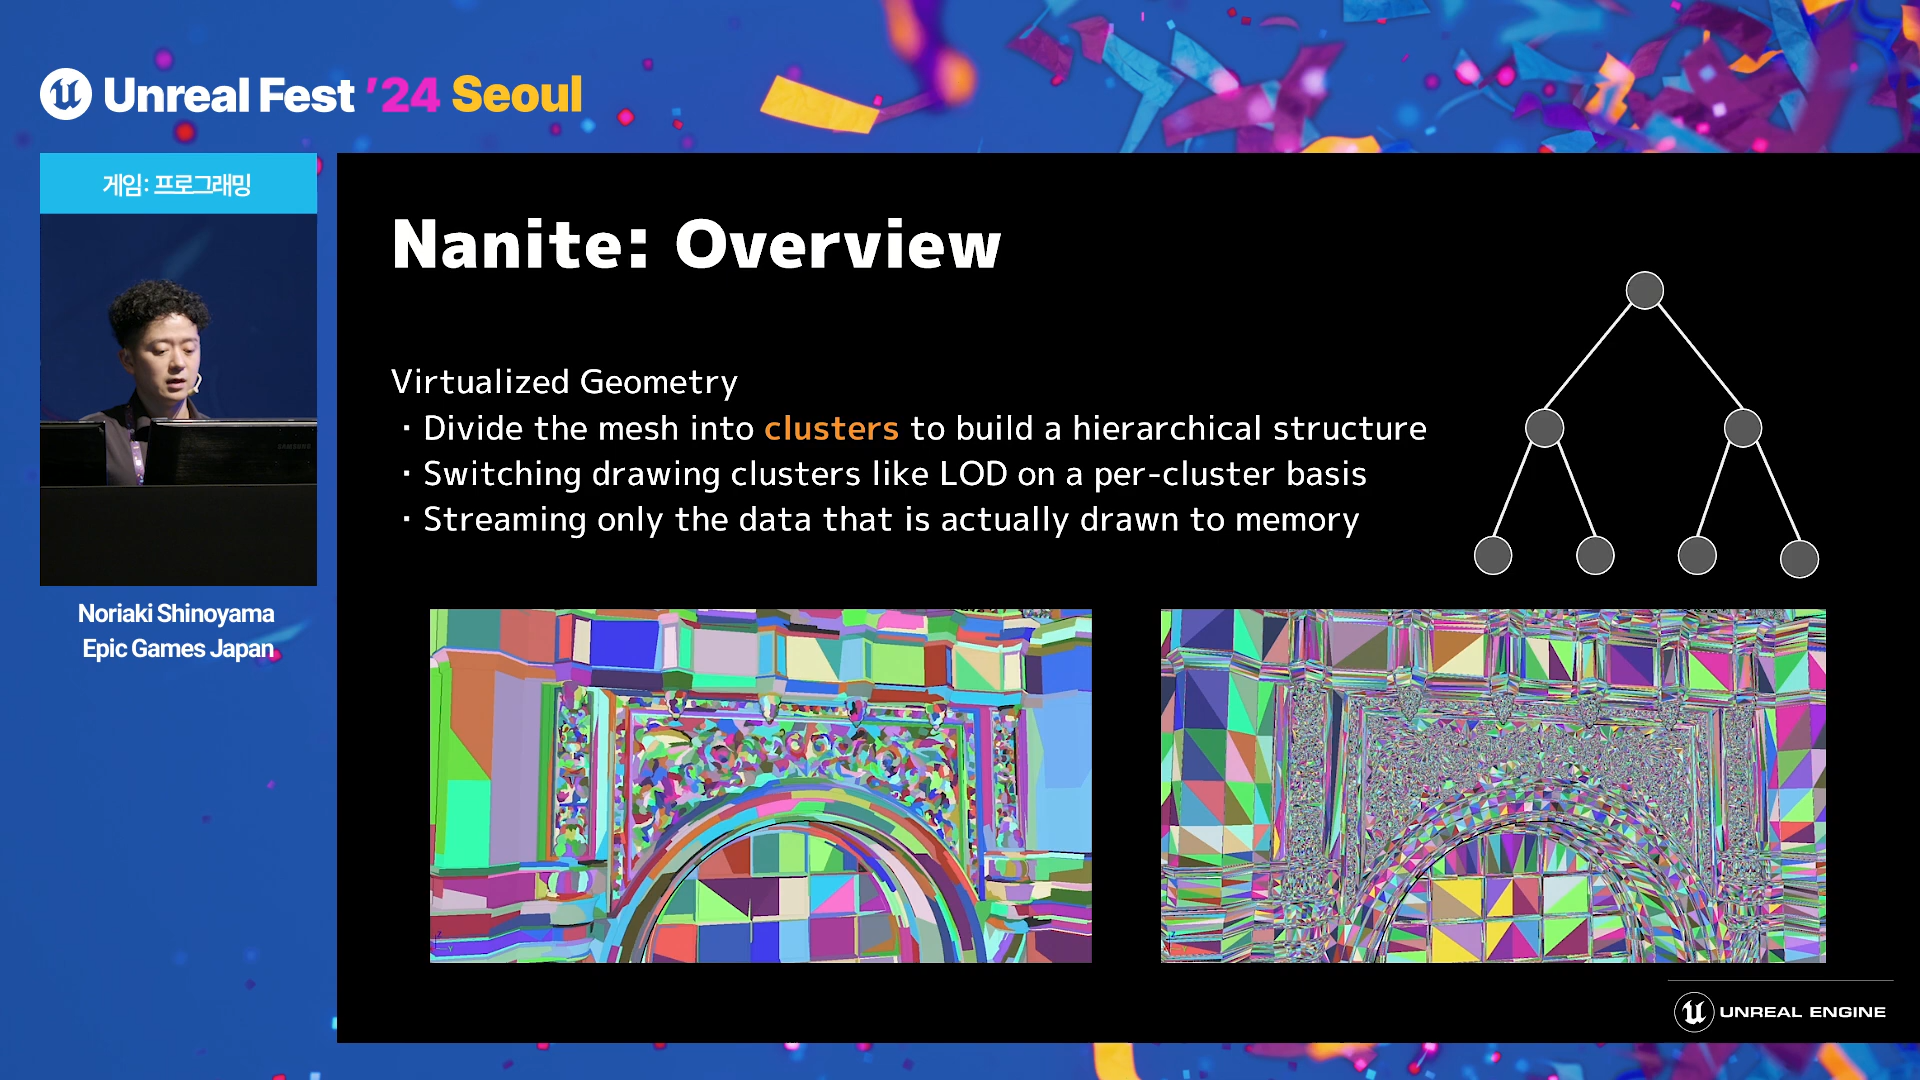 Unreal Fest '24 Seoul
게임: 프로그래밍
Noriaki Shinoyama
Epic Games Japan
Nanite: Overview
Virtualized Geometry
・Divide the mesh into clusters to build a hierarchical structure
・Switching drawing clusters like LOD on a per-cluster basis
・Streaming only the data that is actually drawn to memory
SAMSUNG
UNREAL ENGINE